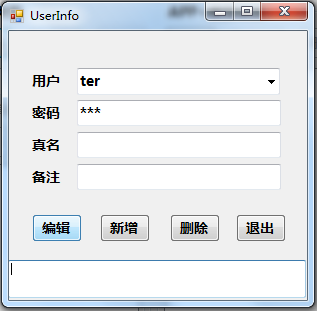 UserInfo
用户 ter
密码 ***
真名
备注
编辑 新增 删除 退出